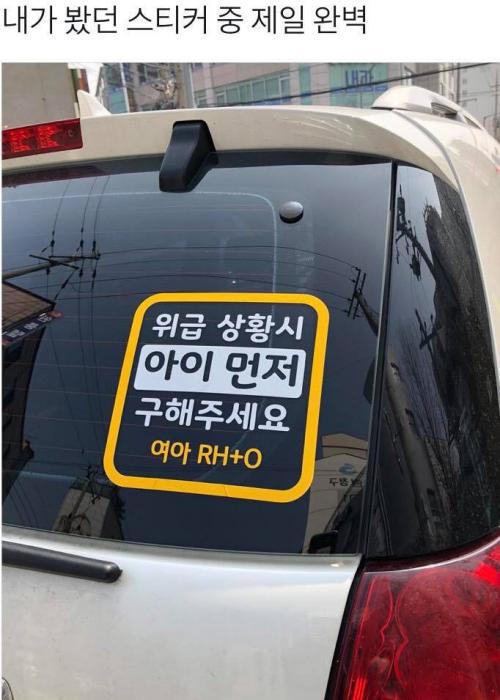 내가 봤던 스티커 중 제일 완벽
위급 상황시
아이 먼저
구해주세요
여아 RH+O